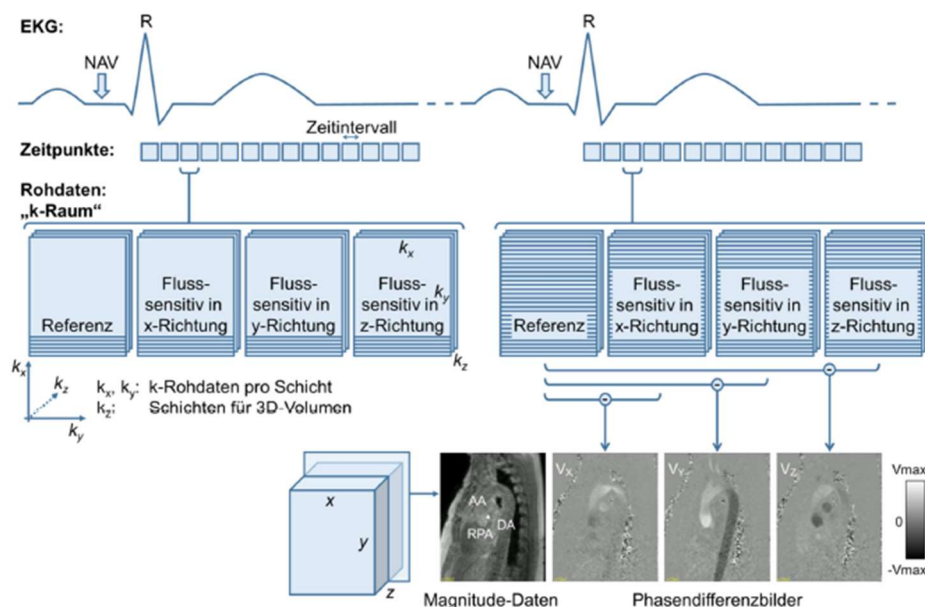 EKG:
R
R
NAV
NAV
Zeitintervall
Zeitpunkte:
Rohdaten:
„k-Raum“
Referenz
Fluss-
sensitiv in
x-Richtung
Fluss-
sensitiv in
y-Richtung
kx
Fluss-
ky
sensitiv in
z-Richtung
kz
Referenz
Fluss-
sensitiv in
x-Richtung
Fluss-
sensitiv in
y-Richtung
Fluss-
sensitiv in
z-Richtung
kx
kz
ky
kx, ky: k-Rohdaten pro Schicht
kz: Schichten für 3D-Volumen
x
y
z
AA
DA
RPA
Vx
Vy
Vz
Vmax
0
-Vmax
Magnitude-Daten
Phasendifferenzbilder